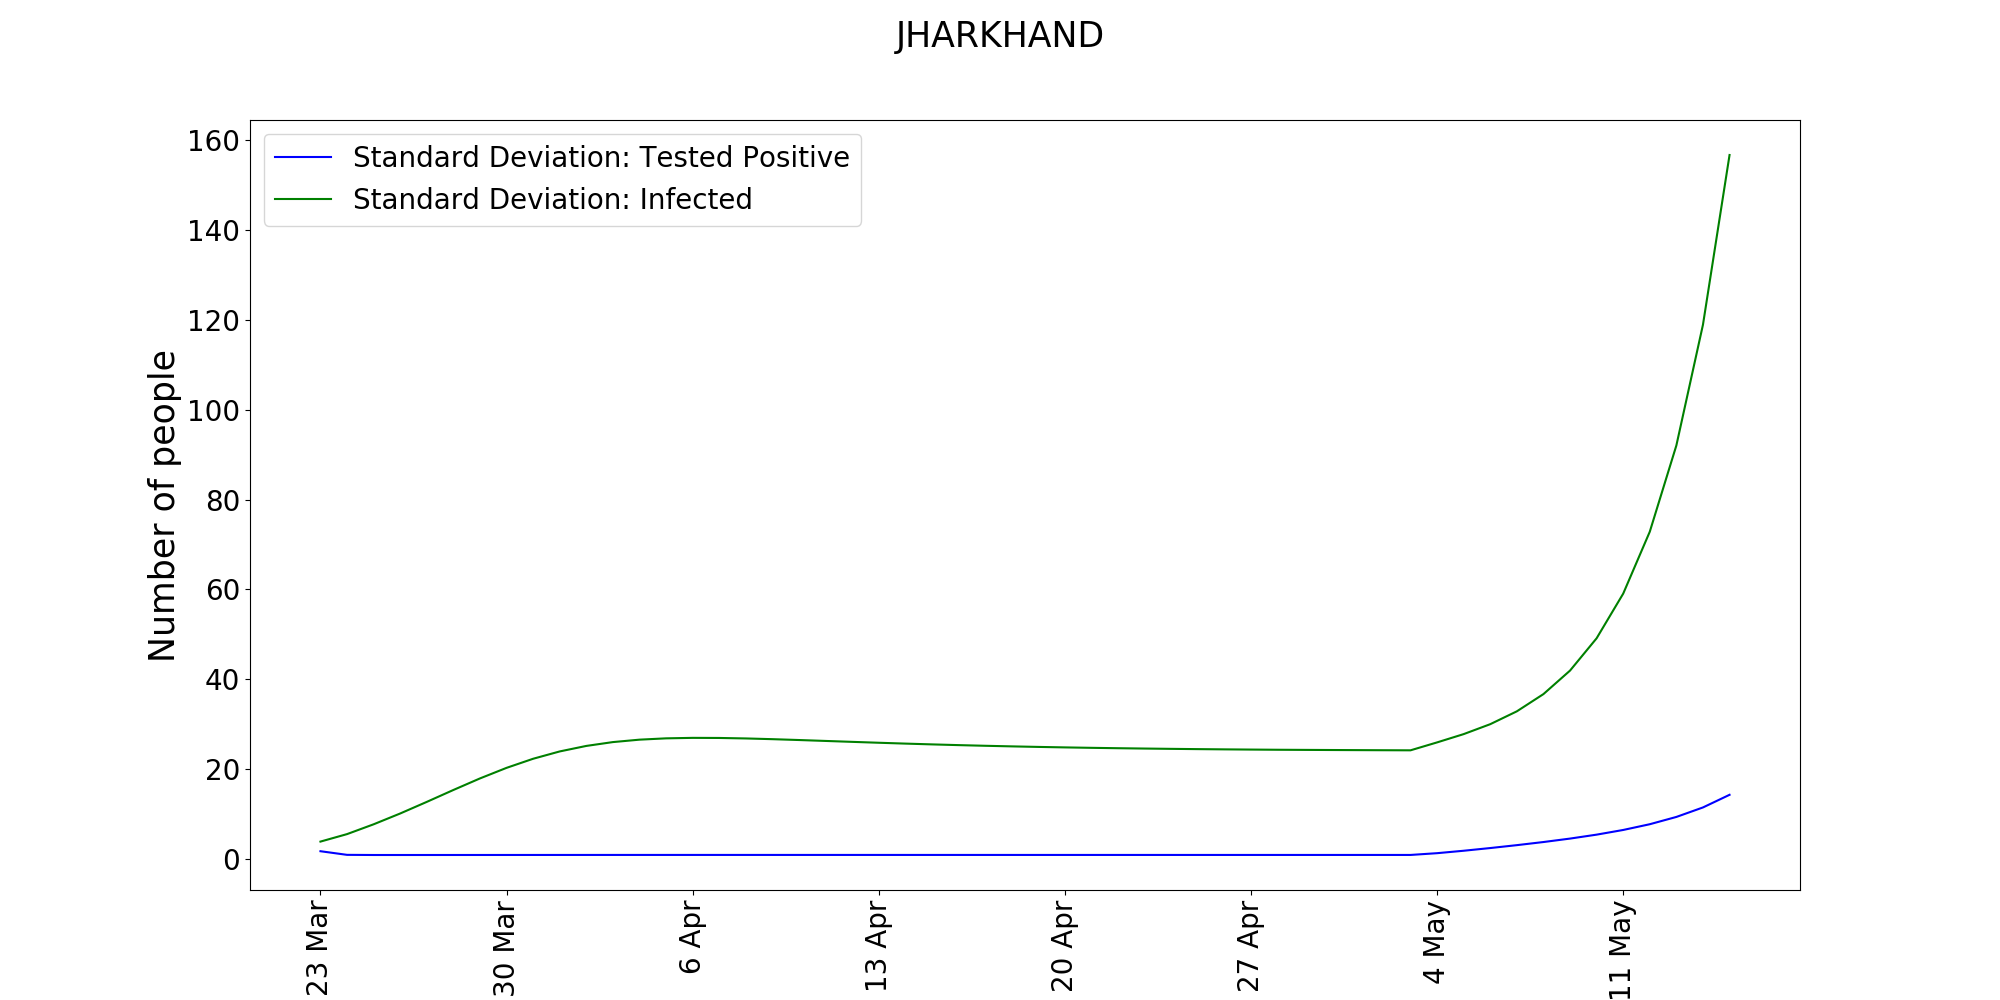 JHARKHAND
Standard Deviation: Tested Positive
Standard Deviation: Infected
Number of people
160
140
120
100
80
60
40
20
0
23 Mar
30 Mar
6 Apr
13 Apr
20 Apr
27 Apr
4 May
11 May